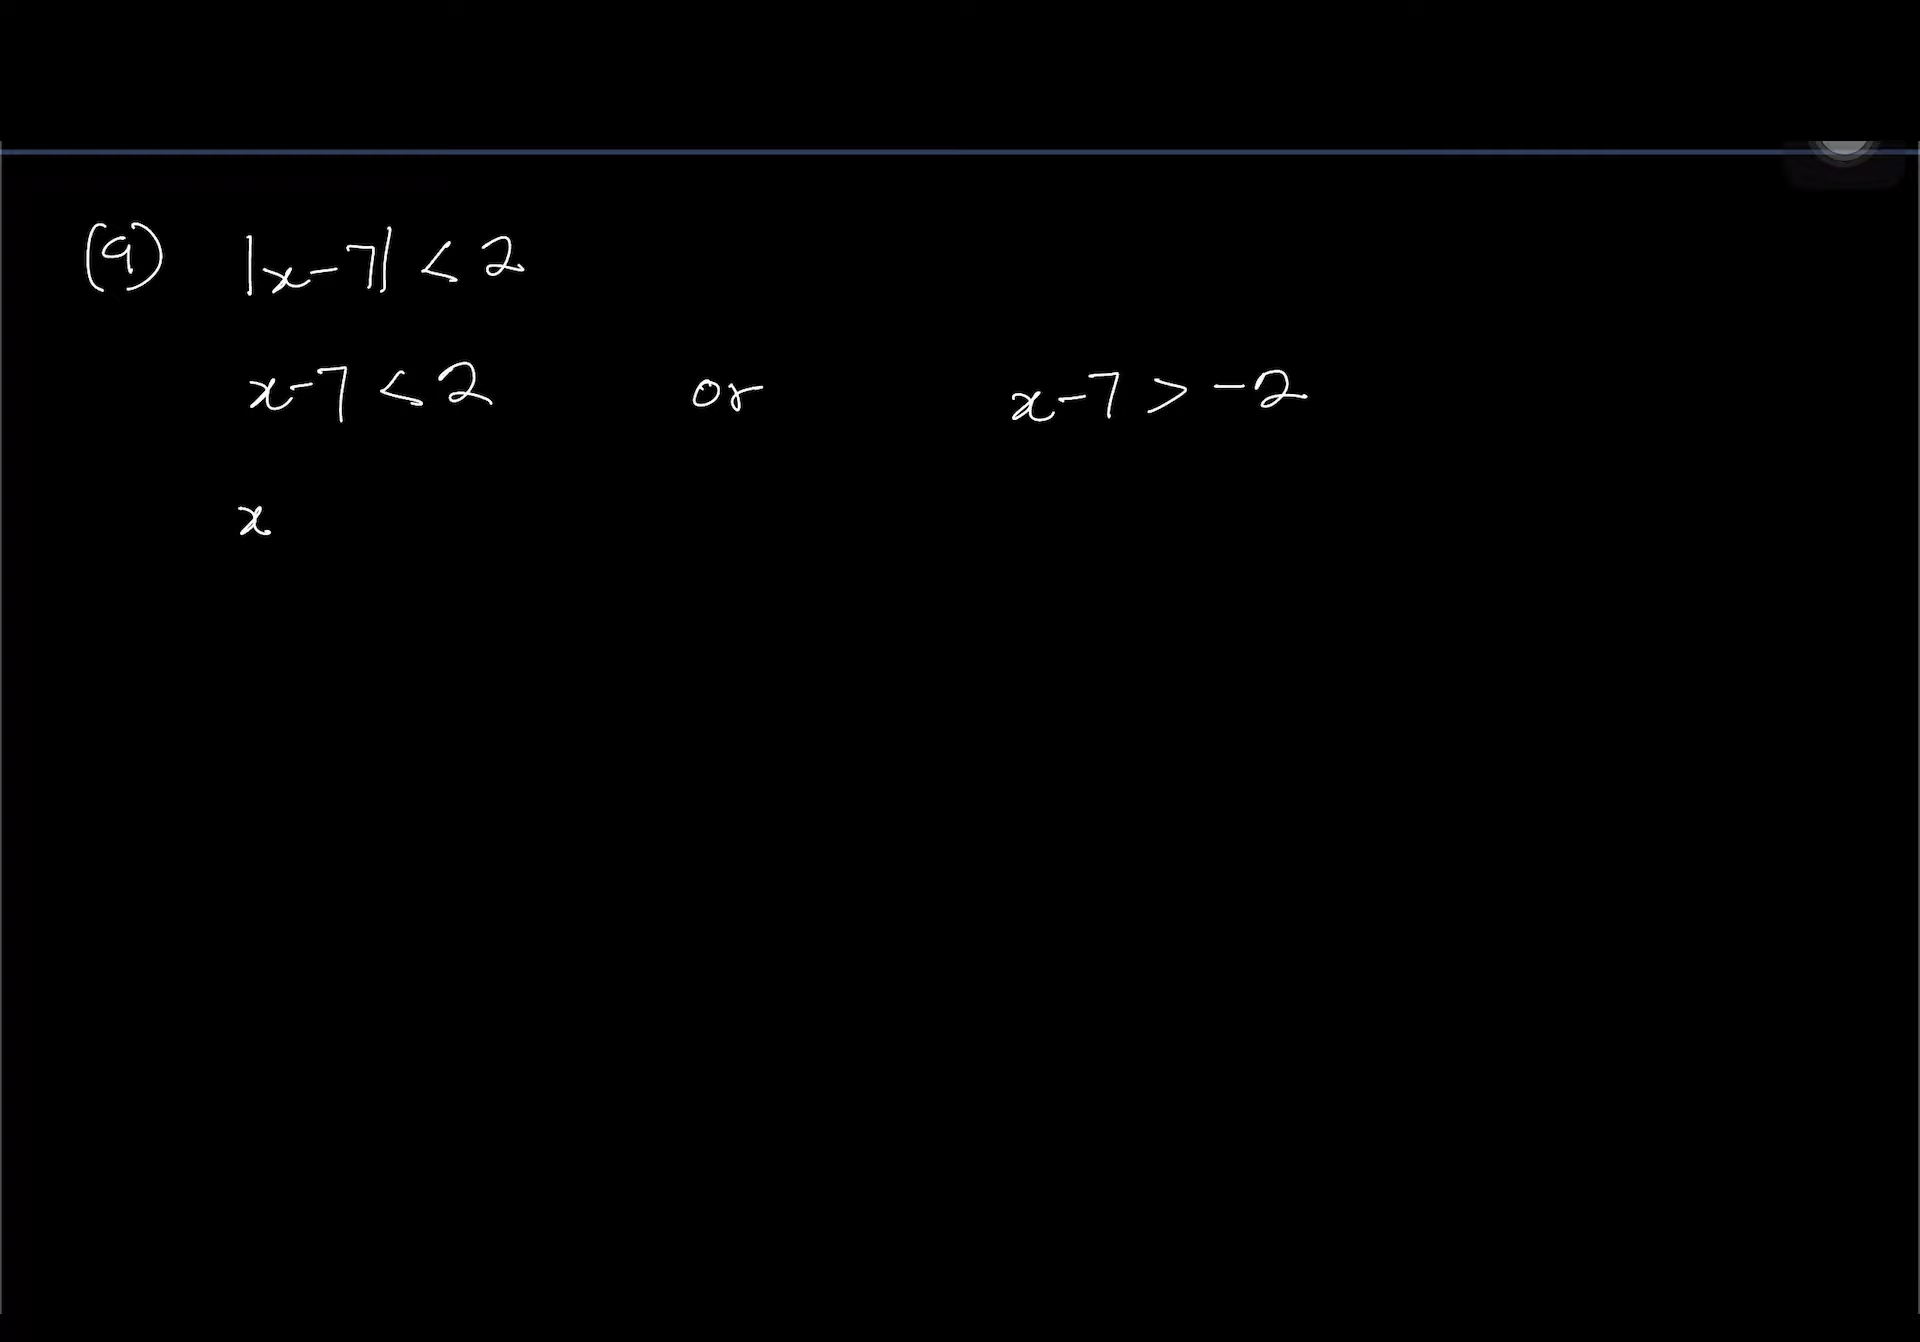 (9) |x-7| < 2
x-7 < 2 or x-7 > -2
x